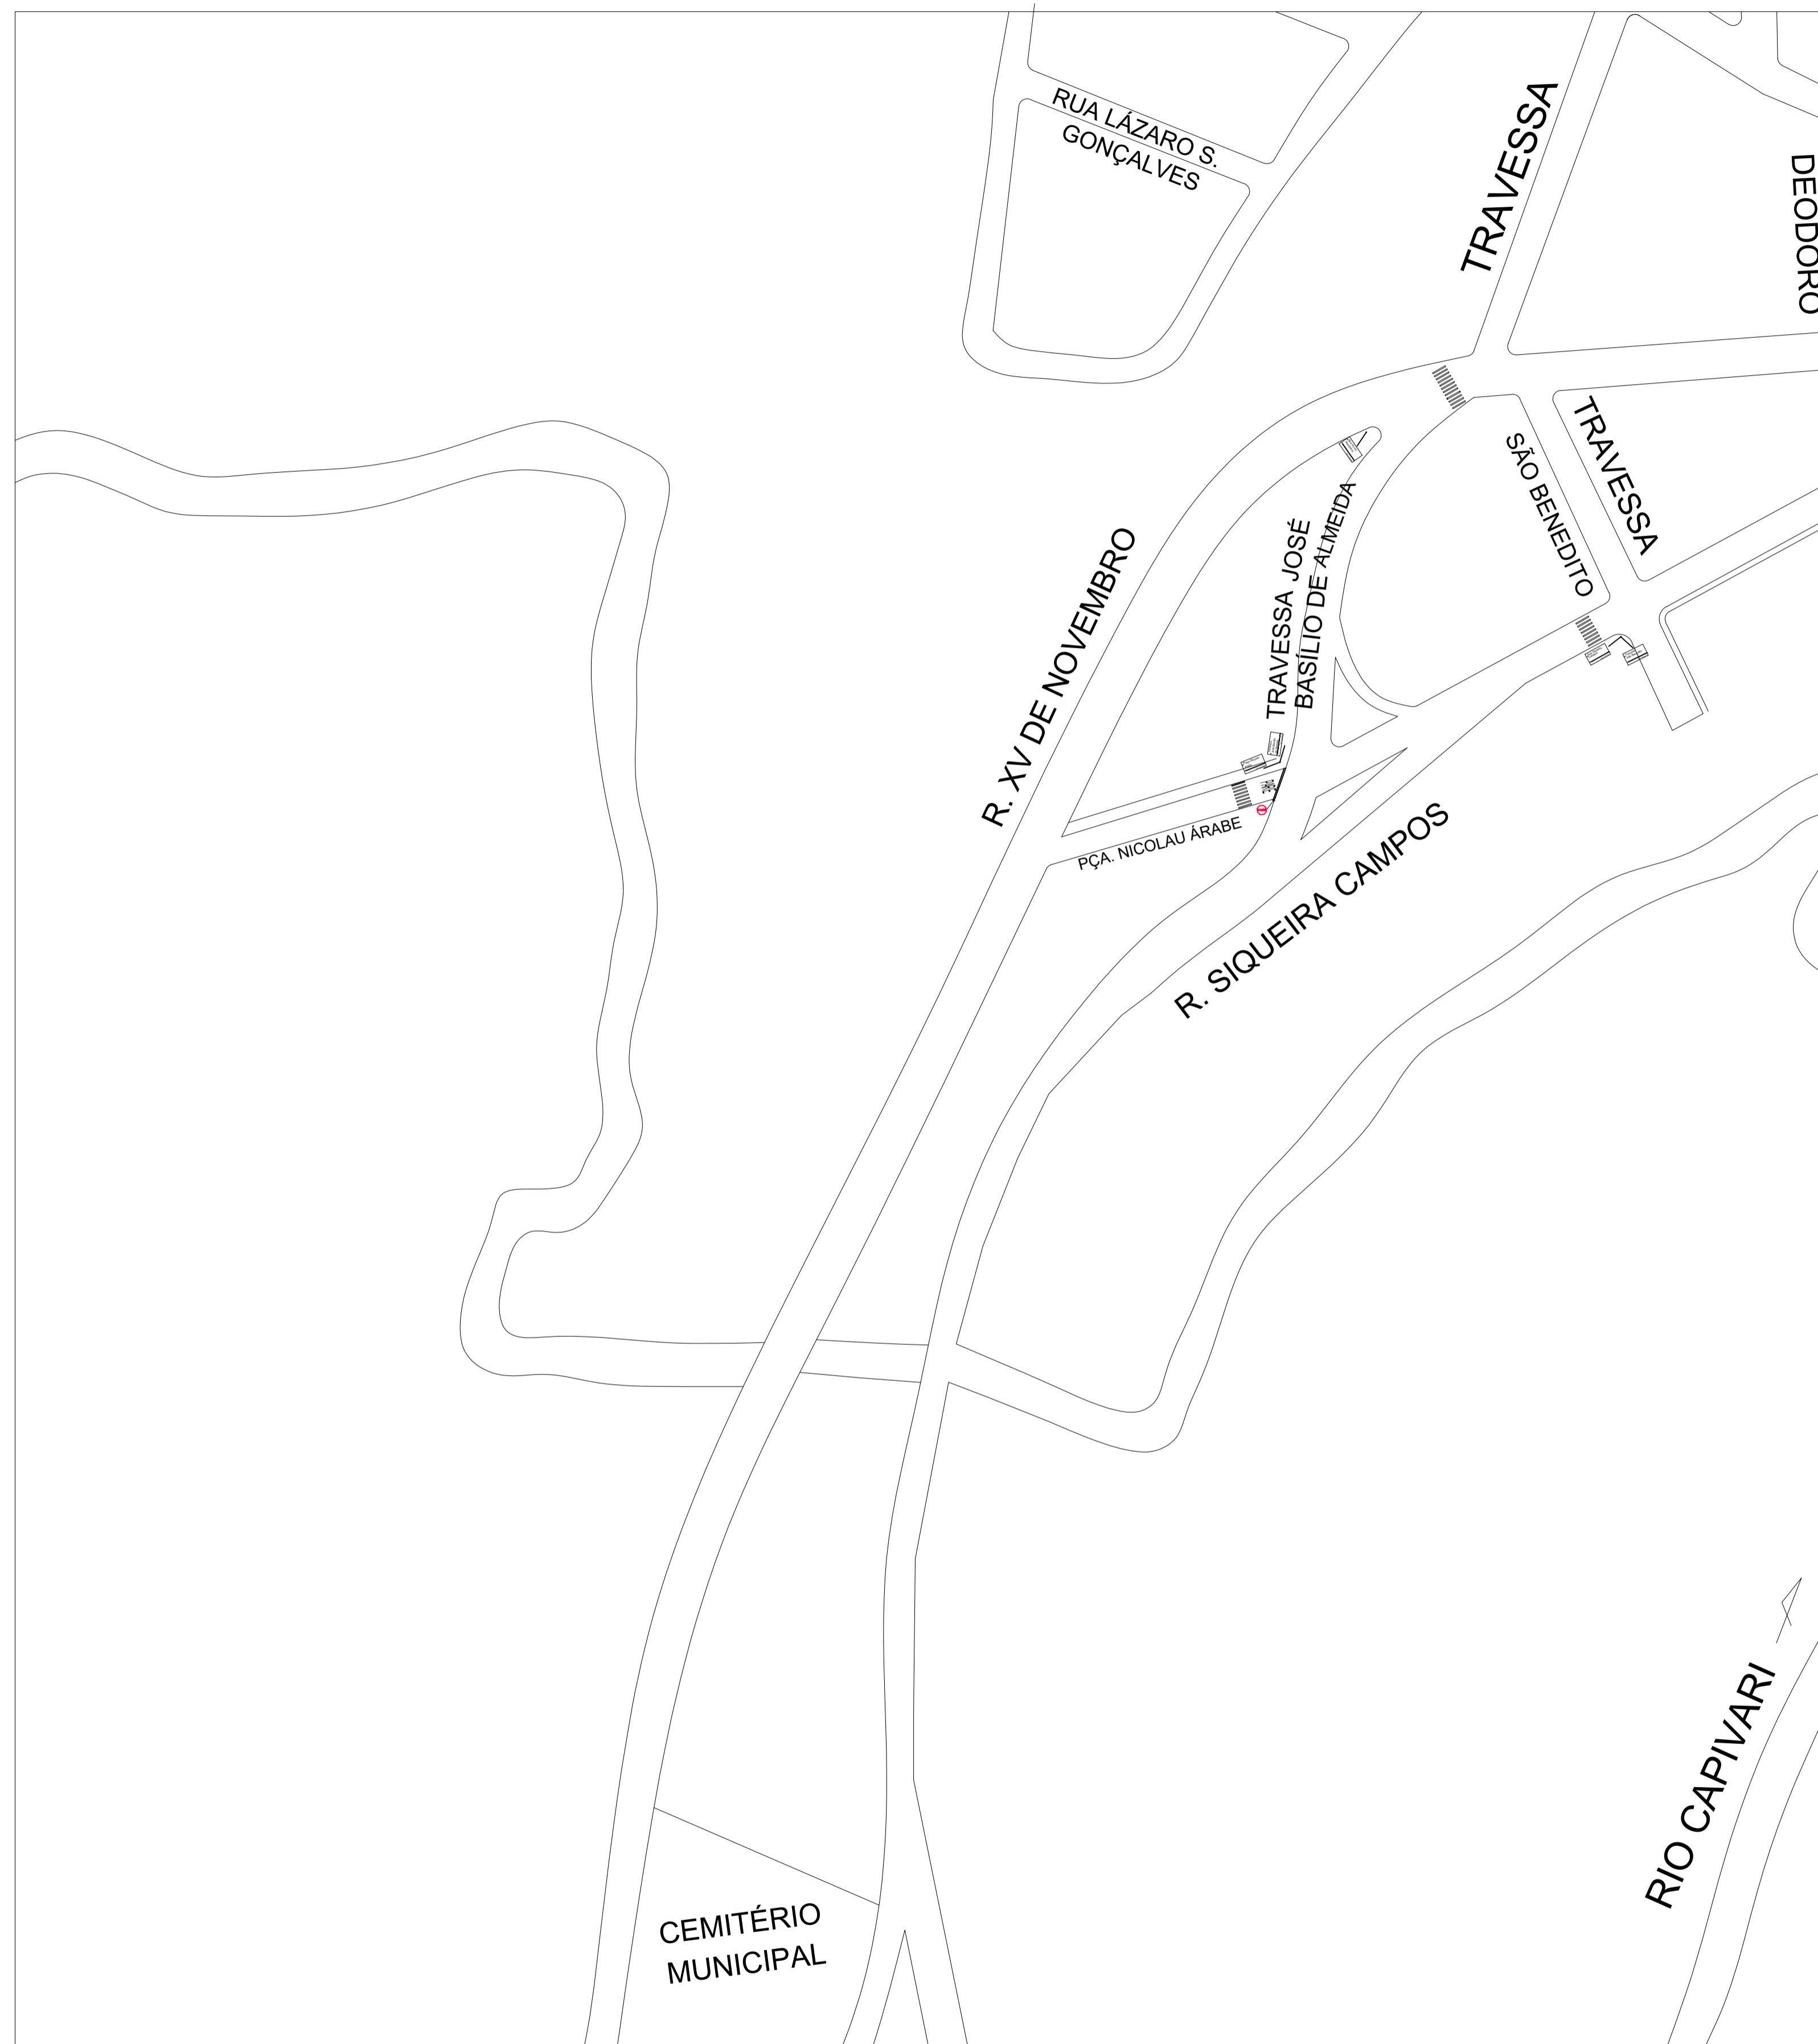 RUA LÁZARO S.
GONÇALVES
TRAVESSA
DEODORO
TRAVESSA
SÃO BENEDITO
R. XV DE NOVEMBRO
TRAVESSA JOSÉ
BASÍLIO DE ALMEIDA
PÇA. NICOLAU ÁRABE
R. SIQUEIRA CAMPOS
RIO CAPIVARI
CEMITÉRIO
MUNICIPAL